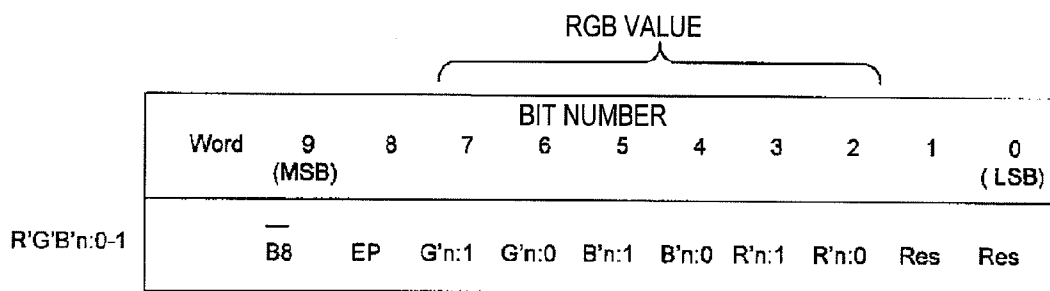 RGB VALUE
BIT NUMBER
Word 9 8 7 6 5 4 3 2 1 0
(MSB) ( LSB)
R'G'B'n:0-1 B̅8̅ EP G'n:1 G'n:0 B'n:1 B'n:0 R'n:1 R'n:0 Res Res